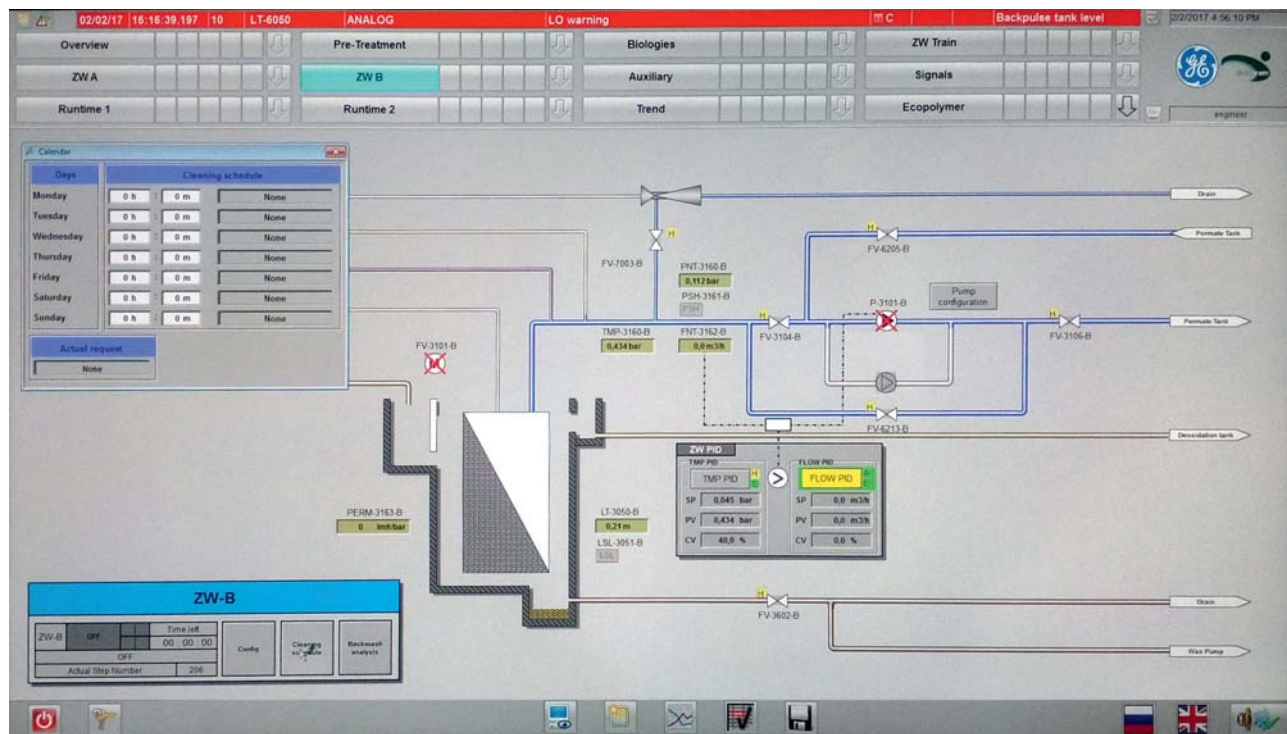 02/02/17 16:16:39.197 10 LT-6050 ANALOG LO warning C Backpulse tank level 2/2/2017 4 56 10 PM
Overview Pre-Treatment Biologies ZW Train
ZW A ZW B Auxiliary Signals
Runtime 1 Runtime 2 Trend Ecopolymer engineer
Calendar
Days Cleaning schedule
Monday 0 h : 0 m None
Tuesday 0 h : 0 m None
Wednesday 0 h : 0 m None
Thursday 0 h : 0 m None
Friday 0 h : 0 m None
Saturday 0 h : 0 m None
Sunday 0 h : 0 m None
Actual request
None
Drain
H
FV-7003-B
H
FV-6205-B
Permate Tank
PNT-3160-B
0,112 bar
PSH-3161-B
PSH
P-3101-B
Pump configuration
TMP-3160-B
0,434 bar
FNT-3162-B
0,0 m3/h
H
FV-3104-B
H
FV-3106-B
Permate Tank
FV-3101-B
M
H
FV-6213-B
Deoxidation tank
ZW PID
TMP PID FLOW PID
TMP PID H > FLOW PID A
SP 0,045 bar SP 0,0 m3/h
PV 0,434 bar PV 0,0 m3/h
CV 40,0 % CV 0,0 %
PERM-3163-B
0 lmh/bar
LT-3050-B
0,21 m
LSL-3051-B
LSL
H
FV-3602-B
Drain
Was Pump
ZW-B
ZW-B OFF Time left
00 : 00 : 00
OFF
Actual Step Number 206
Config
Cleaning schedule
Backwash analysis